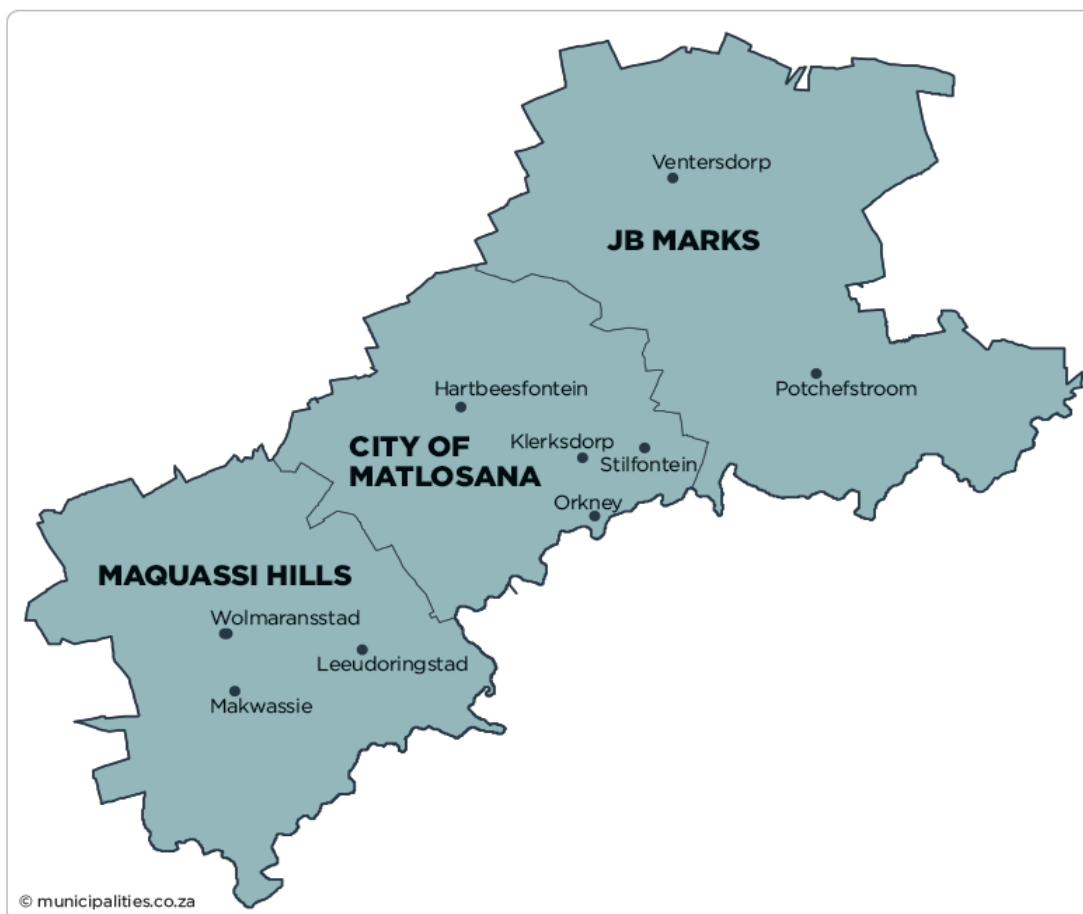 Ventersdorp
JB MARKS
Potchefstroom
Hartbeesfontein
CITY OF
MATLOSANA
Klerksdorp
Stilfontein
Orkney
MAQUASSI HILLS
Wolmaransstad
Leeudoringstad
Makwassie
© municipalities.co.za